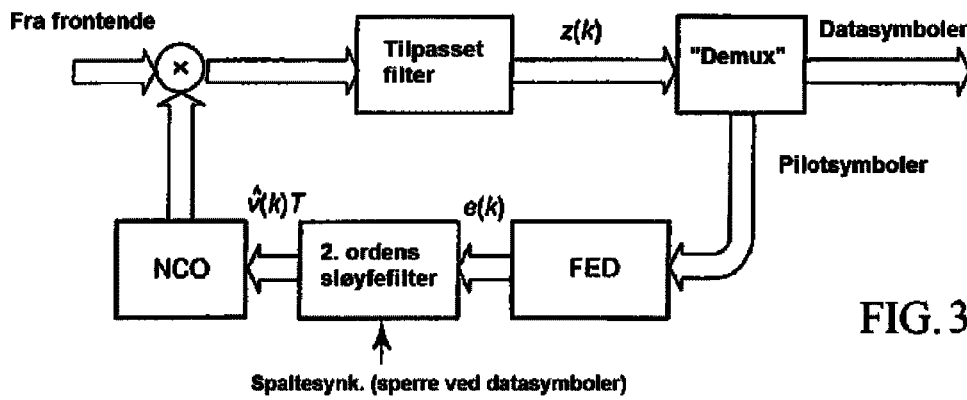 Fra frontende
×
Tilpasset
filter
z(k)
"Demux"
Datasymboler
Pilotsymboler
NCO
v̂(k)T
2. ordens
sløyfefilter
e(k)
FED
FIG. 3
Spaltesynk. (sperre ved datasymboler)